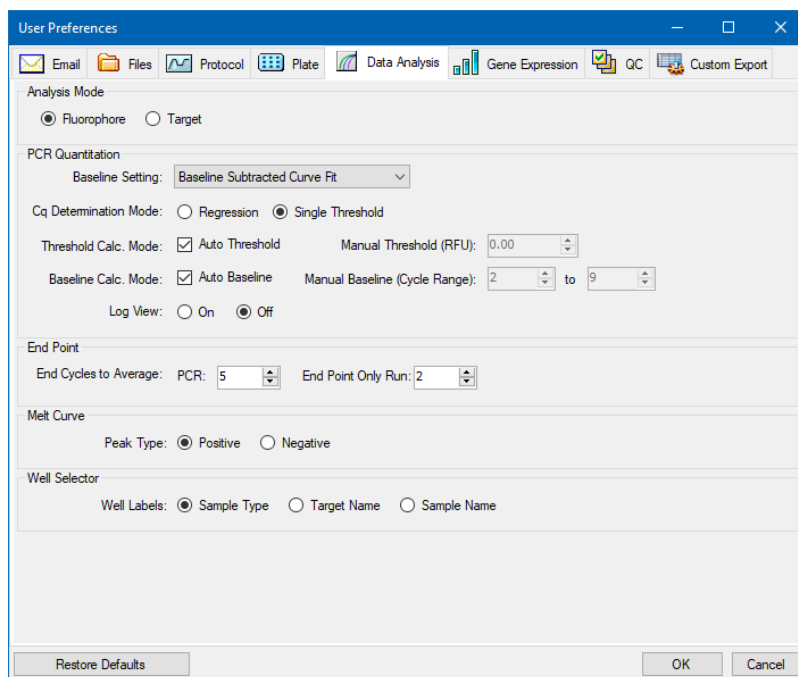 User Preferences
Email Files Protocol Plate Data Analysis Gene Expression QC Custom Export
Analysis Mode
Fluorophore Target
PCR Quantitation
Baseline Setting: Baseline Subtracted Curve Fit
Cq Determination Mode: Regression Single Threshold
Threshold Calc. Mode: Auto Threshold Manual Threshold (RFU): 0.00
Baseline Calc. Mode: Auto Baseline Manual Baseline (Cycle Range): 2 to 9
Log View: On Off
End Point
End Cycles to Average: PCR: 5 End Point Only Run: 2
Melt Curve
Peak Type: Positive Negative
Well Selector
Well Labels: Sample Type Target Name Sample Name
Restore Defaults OK Cancel